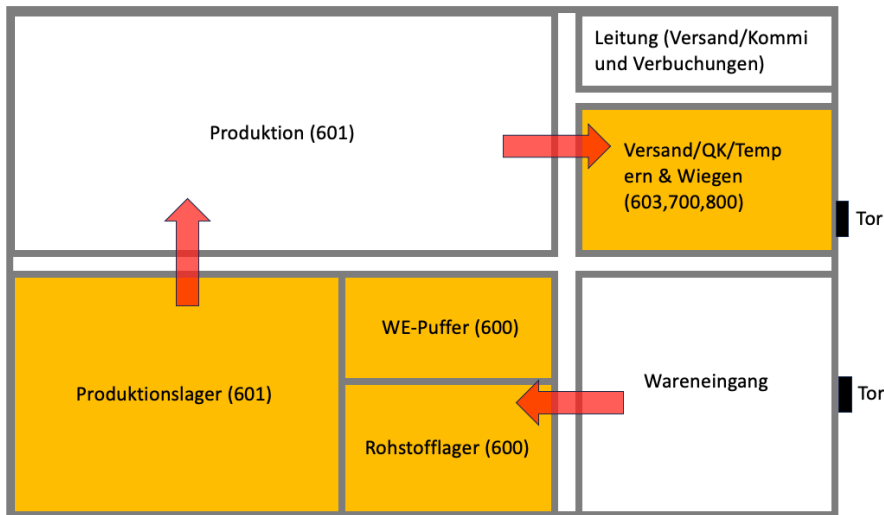 Leitung (Versand/Kommi
und Verbuchungen)
Produktion (601)
Versand/QK/Temp
ern & Wiegen
(603,700,800)
Tor
WE-Puffer (600)
Produktionslager (601)
Wareneingang
Tor
Rohstofflager (600)